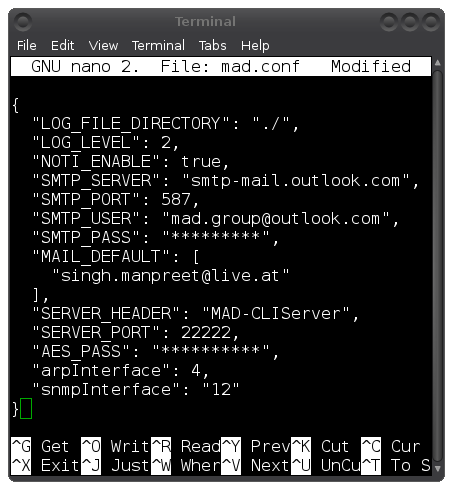 Terminal
File Edit View Terminal Tabs Help
GNU nano 2. File: mad.conf Modified
{
"LOG_FILE_DIRECTORY": "./",
"LOG_LEVEL": 2,
"NOTI_ENABLE": true,
"SMTP_SERVER": "smtp-mail.outlook.com",
"SMTP_PORT": 587,
"SMTP_USER": "mad.group@outlook.com",
"SMTP_PASS": "*********",
"MAIL_DEFAULT": [
"singh.manpreet@live.at"
],
"SERVER_HEADER": "MAD-CLIServer",
"SERVER_PORT": 22222,
"AES_PASS": "**********",
"arpInterface": 4,
"snmpInterface": "12"
}
^G Get ^O Writ^R Read^Y Prev^K Cut ^C Cur
^X Exit^J Just^W Wher^V Next^U UnCu^T To S